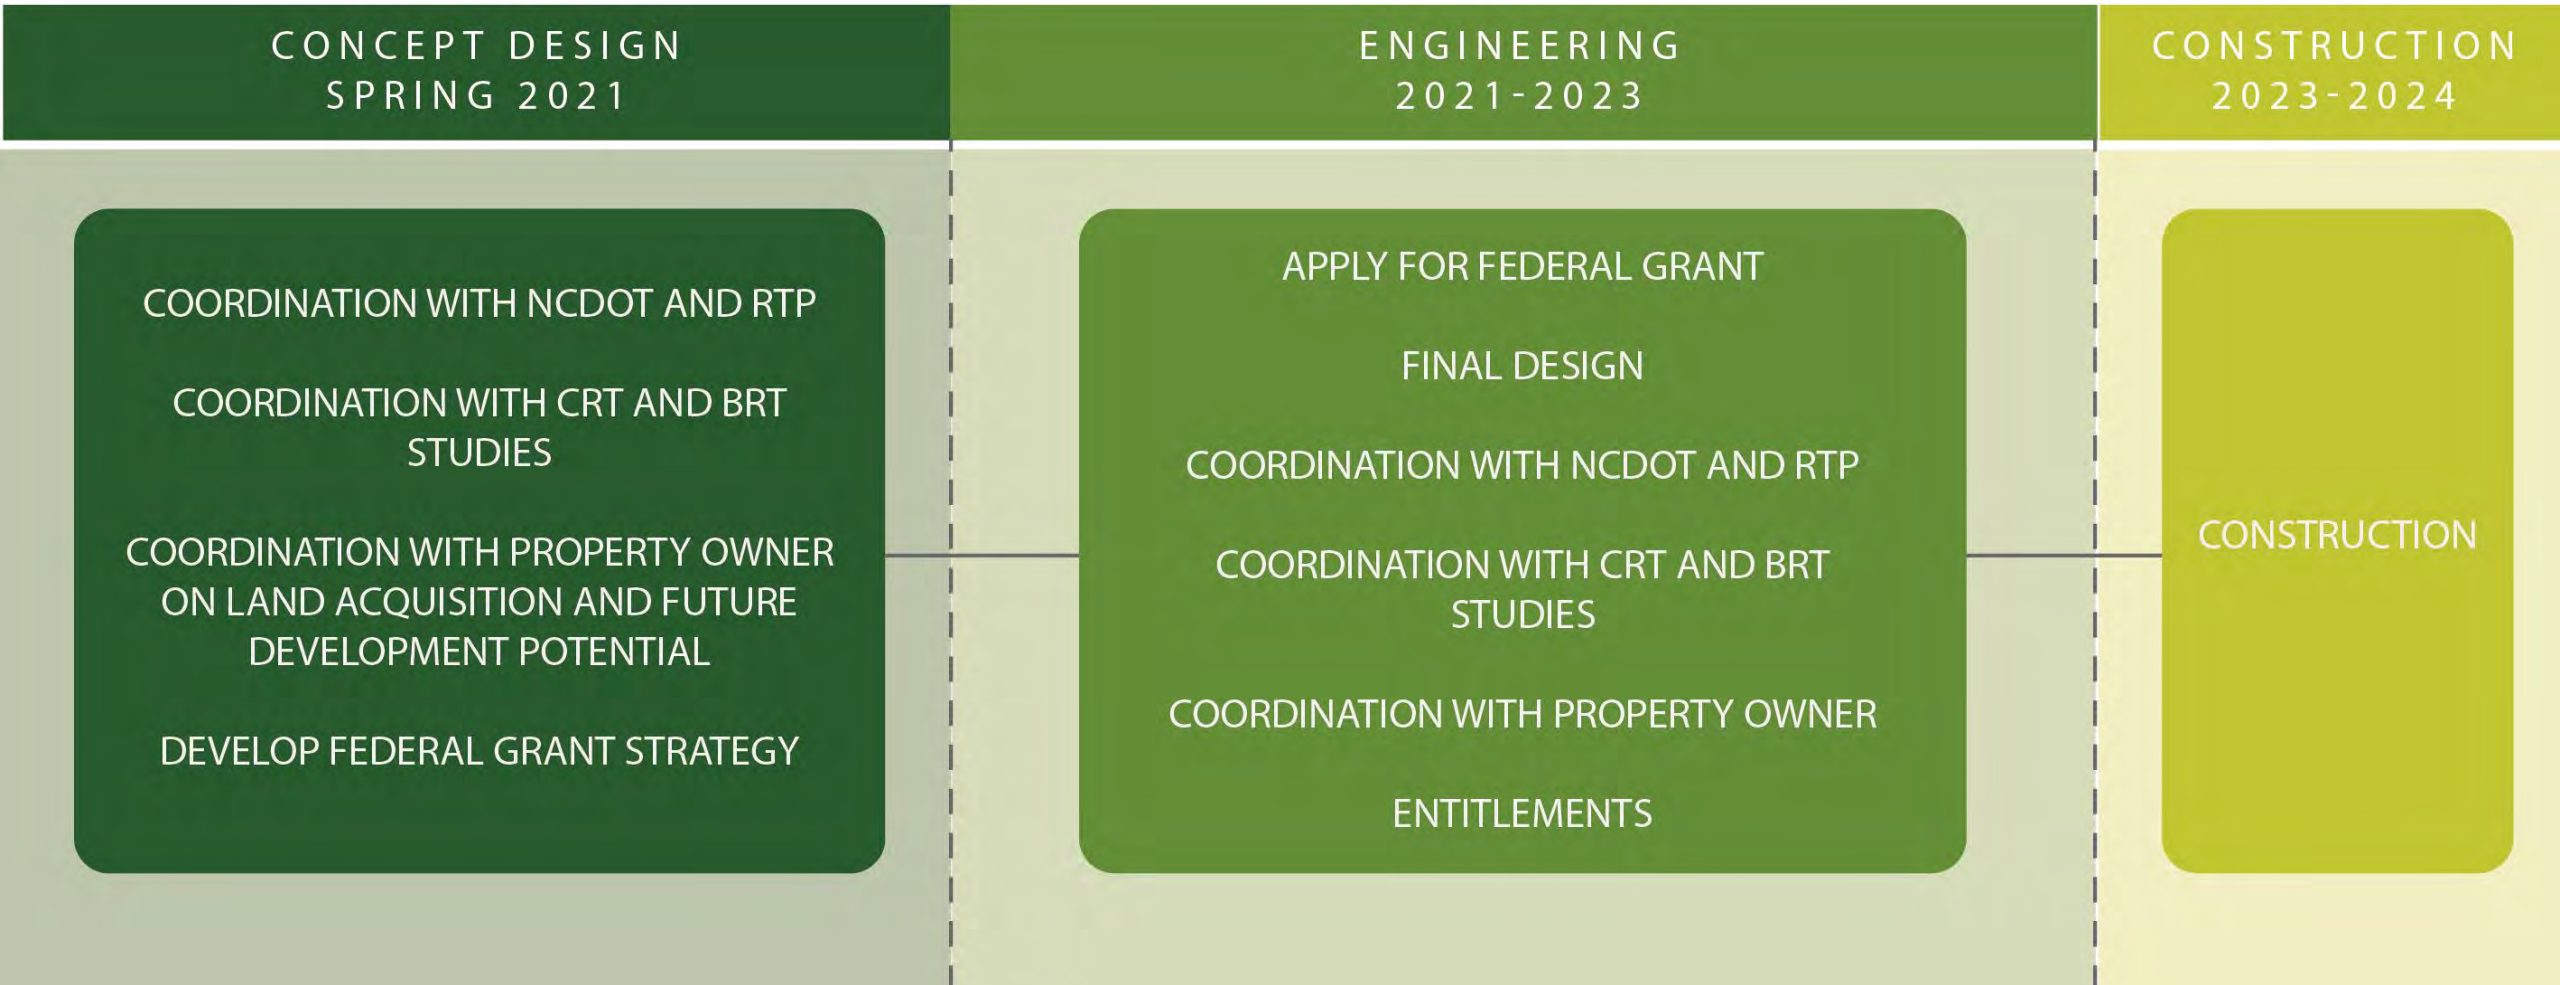 CONCEPT DESIGN
SPRING 2021
ENGINEERING
2021-2023
CONSTRUCTION
2023-2024
COORDINATION WITH NCDOT AND RTP
COORDINATION WITH CRT AND BRT
STUDIES
COORDINATION WITH PROPERTY OWNER
ON LAND ACQUISITION AND FUTURE
DEVELOPMENT POTENTIAL
DEVELOP FEDERAL GRANT STRATEGY
APPLY FOR FEDERAL GRANT
FINAL DESIGN
COORDINATION WITH NCDOT AND RTP
COORDINATION WITH CRT AND BRT
STUDIES
COORDINATION WITH PROPERTY OWNER
ENTITLEMENTS
CONSTRUCTION